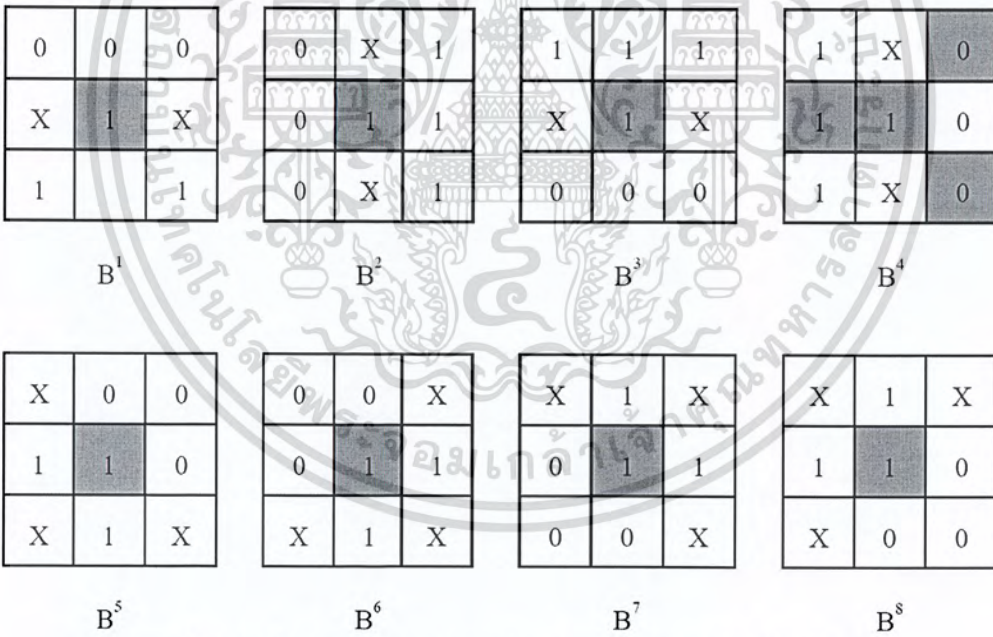 0 0 0 0 X 1 1 1 1 1 X 0
X 1 X 0 1 1 X 1 X 1 1 0
1 1 0 X 1 0 0 0 1 X 0
B¹ B² B³ B⁴
X 0 0 0 0 X X 1 X X 1 X
1 1 0 0 1 1 0 1 1 1 1 0
X 1 X X 1 X 0 0 X X 0 0
B⁵ B⁶ B⁷ B⁸